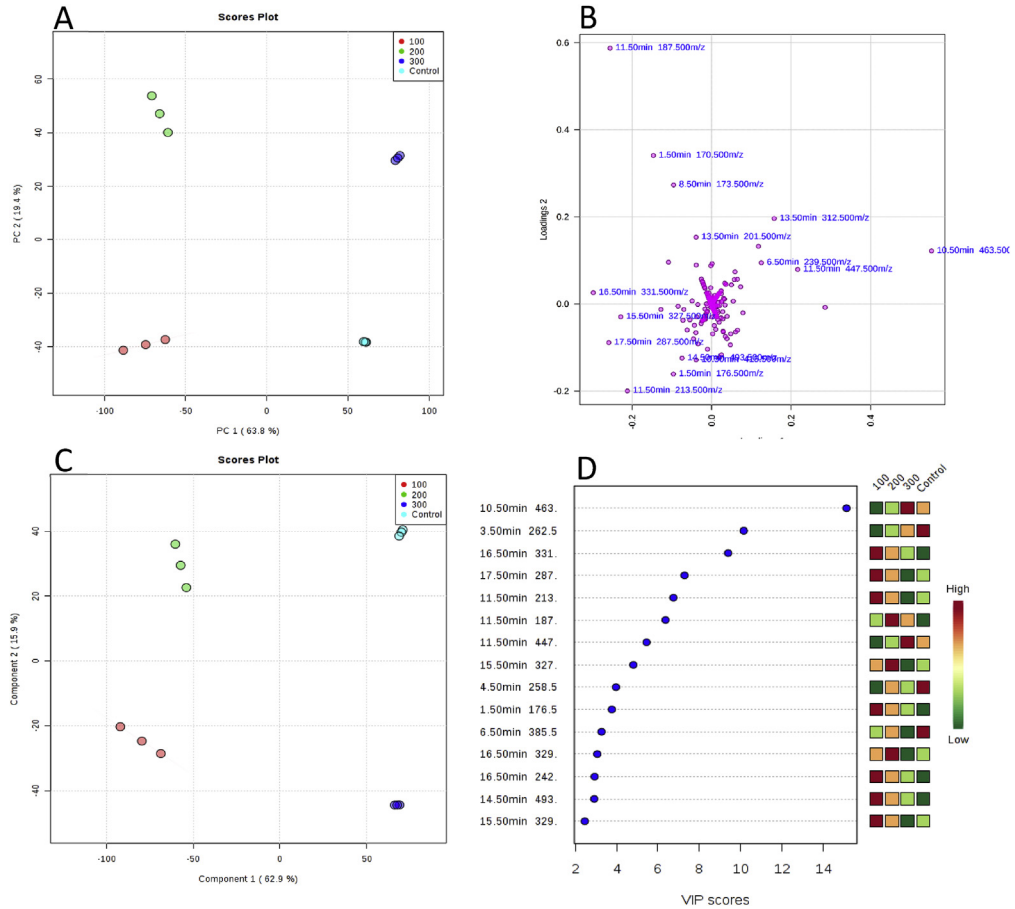 A
Scores Plot
100
200
300
Control
60
40
20
0
-20
-40
PC 2 ( 19.4 %)
-100
-50
0
50
100
PC 1 ( 63.8 %)
B
0.6
0.4
0.2
0.0
-0.2
Loadings 2
11.50min 187.500m/z
1.50min 170.500m/z
8.50min 173.500m/z
13.50min 312.500m/z
13.50min 201.500m/z
10.50min 463.500
6.50min 239.500m/z
11.50min 447.500m/z
16.50min 331.500m/z
15.50min 327.500m/z
17.50min 287.500m/z
14.50min 493.500m/z
1.50min 176.500m/z
11.50min 213.500m/z
-0.2
0.0
0.2
0.4
C
Scores Plot
100
200
300
Control
40
20
0
-20
-40
Component 2 ( 15.9 %)
-100
-50
0
50
Component 1 ( 62.9 %)
D
100 200 300 Control
10.50min 463.
3.50min 262.5
16.50min 331.
17.50min 287.
11.50min 213.
11.50min 187.
11.50min 447.
15.50min 327.
4.50min 258.5
1.50min 176.5
6.50min 385.5
16.50min 329.
16.50min 242.
14.50min 493.
15.50min 329.
High
Low
2 4 6 8 10 12 14
VIP scores